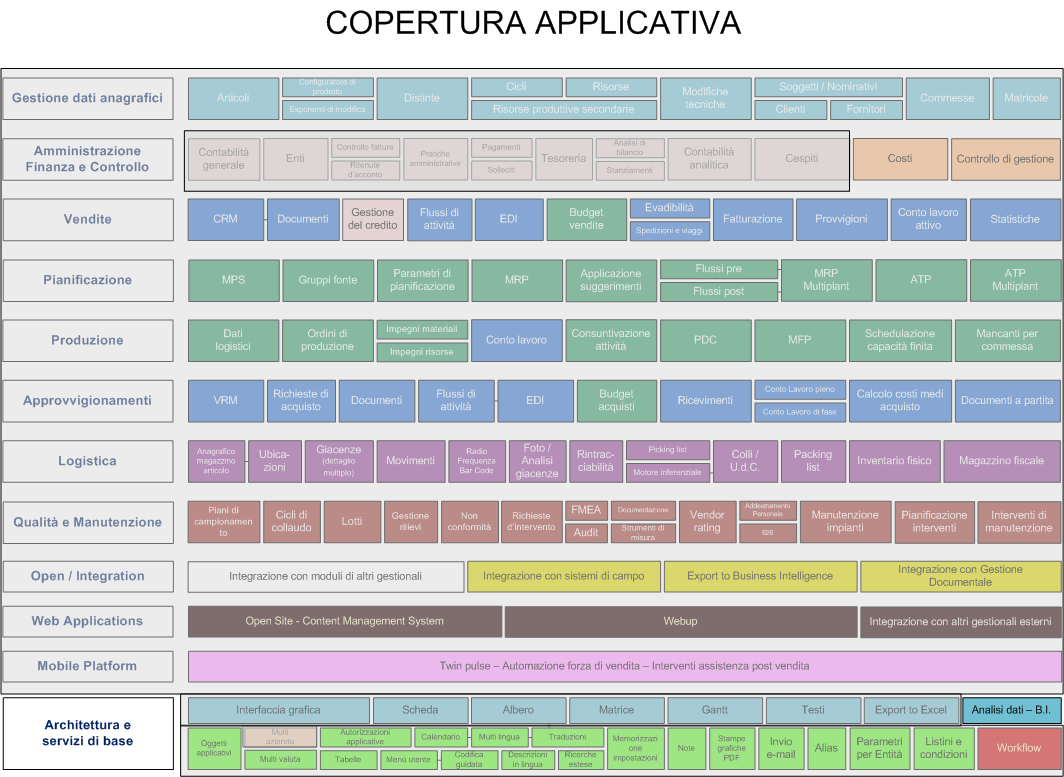 COPERTURA APPLICATIVA
Gestione dati anagrafici
Articoli
Configuratore di
prodotto
Esponenti di modifica
Distinte
Cicli
Risorse
Risorse produttive secondarie
Modifiche
tecniche
Soggetti / Nominativi
Clienti
Fornitori
Commesse
Matricole
Amministrazione
Finanza e Controllo
Contabilità
generale
Enti
Controllo fatture
Ritenute
d'acconto
Pratiche
amministrative
Pagamenti
Solleciti
Tesoreria
Analisi di
bilancio
Stanziamenti
Contabilità
analitica
Cespiti
Costi
Controllo di gestione
Vendite
CRM
Documenti
Gestione
del credito
Flussi di
attività
EDI
Budget
vendite
Evadibilità
Spedizioni e viaggi
Fatturazione
Provvigioni
Conto lavoro
attivo
Statistiche
Pianificazione
MPS
Gruppi fonte
Parametri di
pianificazione
MRP
Applicazione
suggerimenti
Flussi pre
Flussi post
MRP
Multiplant
ATP
ATP
Multiplant
Produzione
Dati
logistici
Ordini di
produzione
Impegni materiali
Impegni risorse
Conto lavoro
Consuntivazione
attività
PDC
MFP
Schedulazione
capacità finita
Mancanti per
commessa
Approvvigionamenti
VRM
Richieste di
acquisto
Documenti
Flussi di
attività
EDI
Budget
acquisti
Ricevimenti
Conto Lavoro pieno
Conto Lavoro di fase
Calcolo costi medi
acquisto
Documenti a partita
Logistica
Anagrafico
magazzino
articolo
Ubica-
zioni
Giacenze
(dettaglio
multiplo)
Movimenti
Radio
Frequenza
Bar Code
Foto /
Analisi
giacenze
Rintrac-
ciabilità
Picking list
Motore inferenziale
Colli /
U.d.C.
Packing
list
Inventario fisico
Magazzino fiscale
Qualità e Manutenzione
Piani di
campionamen
to
Cicli di
collaudo
Lotti
Gestione
rilievi
Non
conformità
Richieste
d'intervento
FMEA
Audit
Documentazione
Strumenti di
misura
Vendor
rating
Addestramento
Personale
626
Manutenzione
impianti
Pianificazione
interventi
Interventi di
manutenzione
Open / Integration
Integrazione con moduli di altri gestionali
Integrazione con sistemi di campo
Export to Business Intelligence
Integrazione con Gestione
Documentale
Web Applications
Open Site - Content Management System
Webup
Integrazione con altri gestionali esterni
Mobile Platform
Twin pulse – Automazione forza di vendita – Interventi assistenza post vendita
Architettura e
servizi di base
Interfaccia grafica
Scheda
Albero
Matrice
Gantt
Testi
Export to Excel
Analisi dati – B.I.
Oggetti
applicativi
Multi
azienda
Multi valuta
Autorizzazioni
applicative
Tabelle
Calendario
Menù utente
Multi lingua
Codifica
guidata
Traduzioni
Descrizioni
in lingua
Ricerche
estese
Memorizzazi
one
impostazioni
Note
Stampe
grafiche
PDF
Invio
e-mail
Alias
Parametri
per Entità
Listini e
condizioni
Workflow